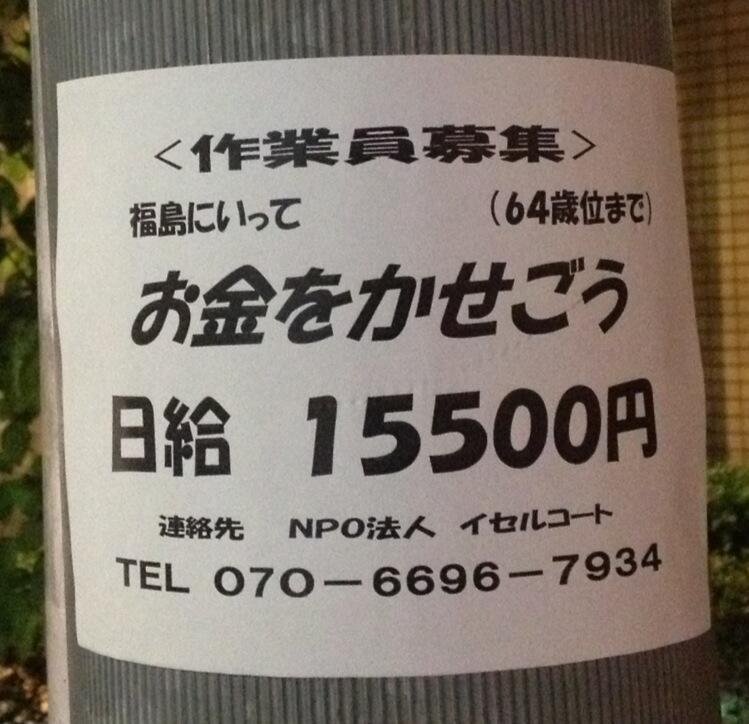 <作業員募集>
福島にいって (64歳位まで)
お金をかせごう
日給 15500円
連絡先 NPO法人 イセルコート
TEL 070-6696-7934